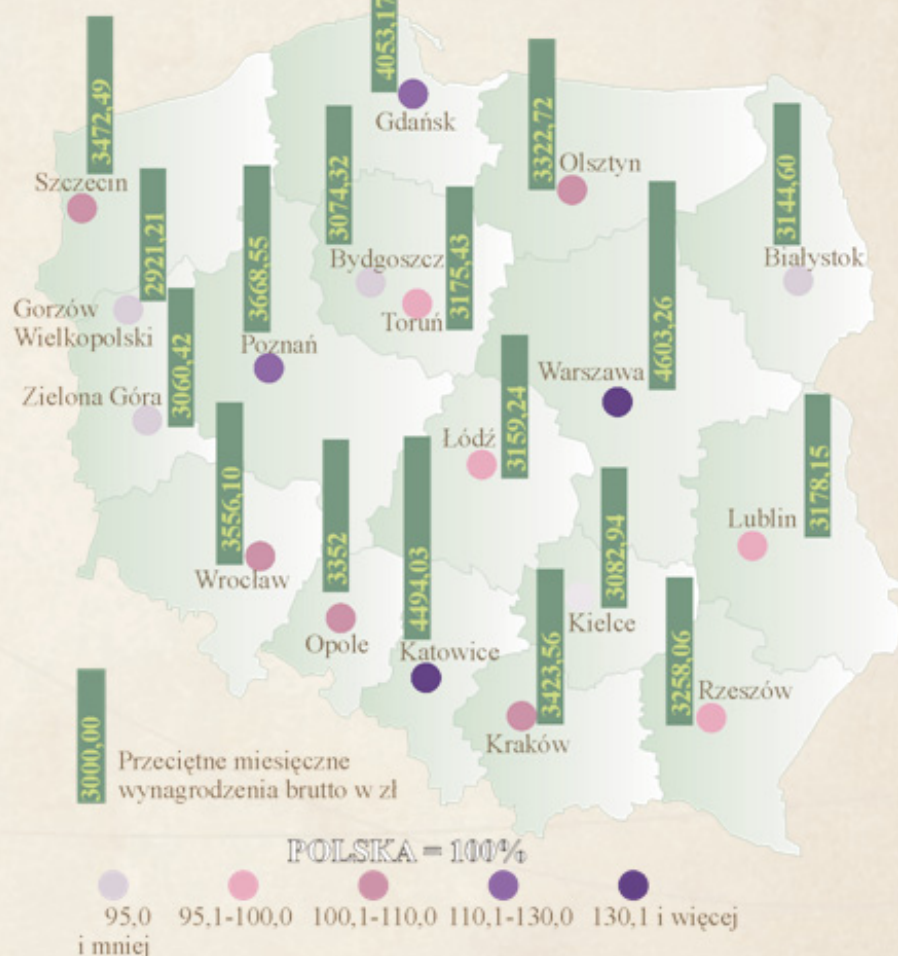 4053,17
Gdańsk
3472,49
Szczecin
3322,72
Olsztyn
3074,32
Bydgoszcz
3144,60
Białystok
2921,21
Gorzów
Wielkopolski
3668,55
Poznań
3175,43
Toruń
4603,26
Warszawa
3060,42
Zielona Góra
3159,24
Łódź
3178,15
Lublin
3556,10
Wrocław
3352
Opole
4494,03
Katowice
3082,94
Kielce
3423,56
Kraków
3258,06
Rzeszów
3000,00
Przeciętne miesięczne
wynagrodzenia brutto w zł
POLSKA = 100%
95,0
i mniej
95,1-100,0
100,1-110,0
110,1-130,0
130,1 i więcej